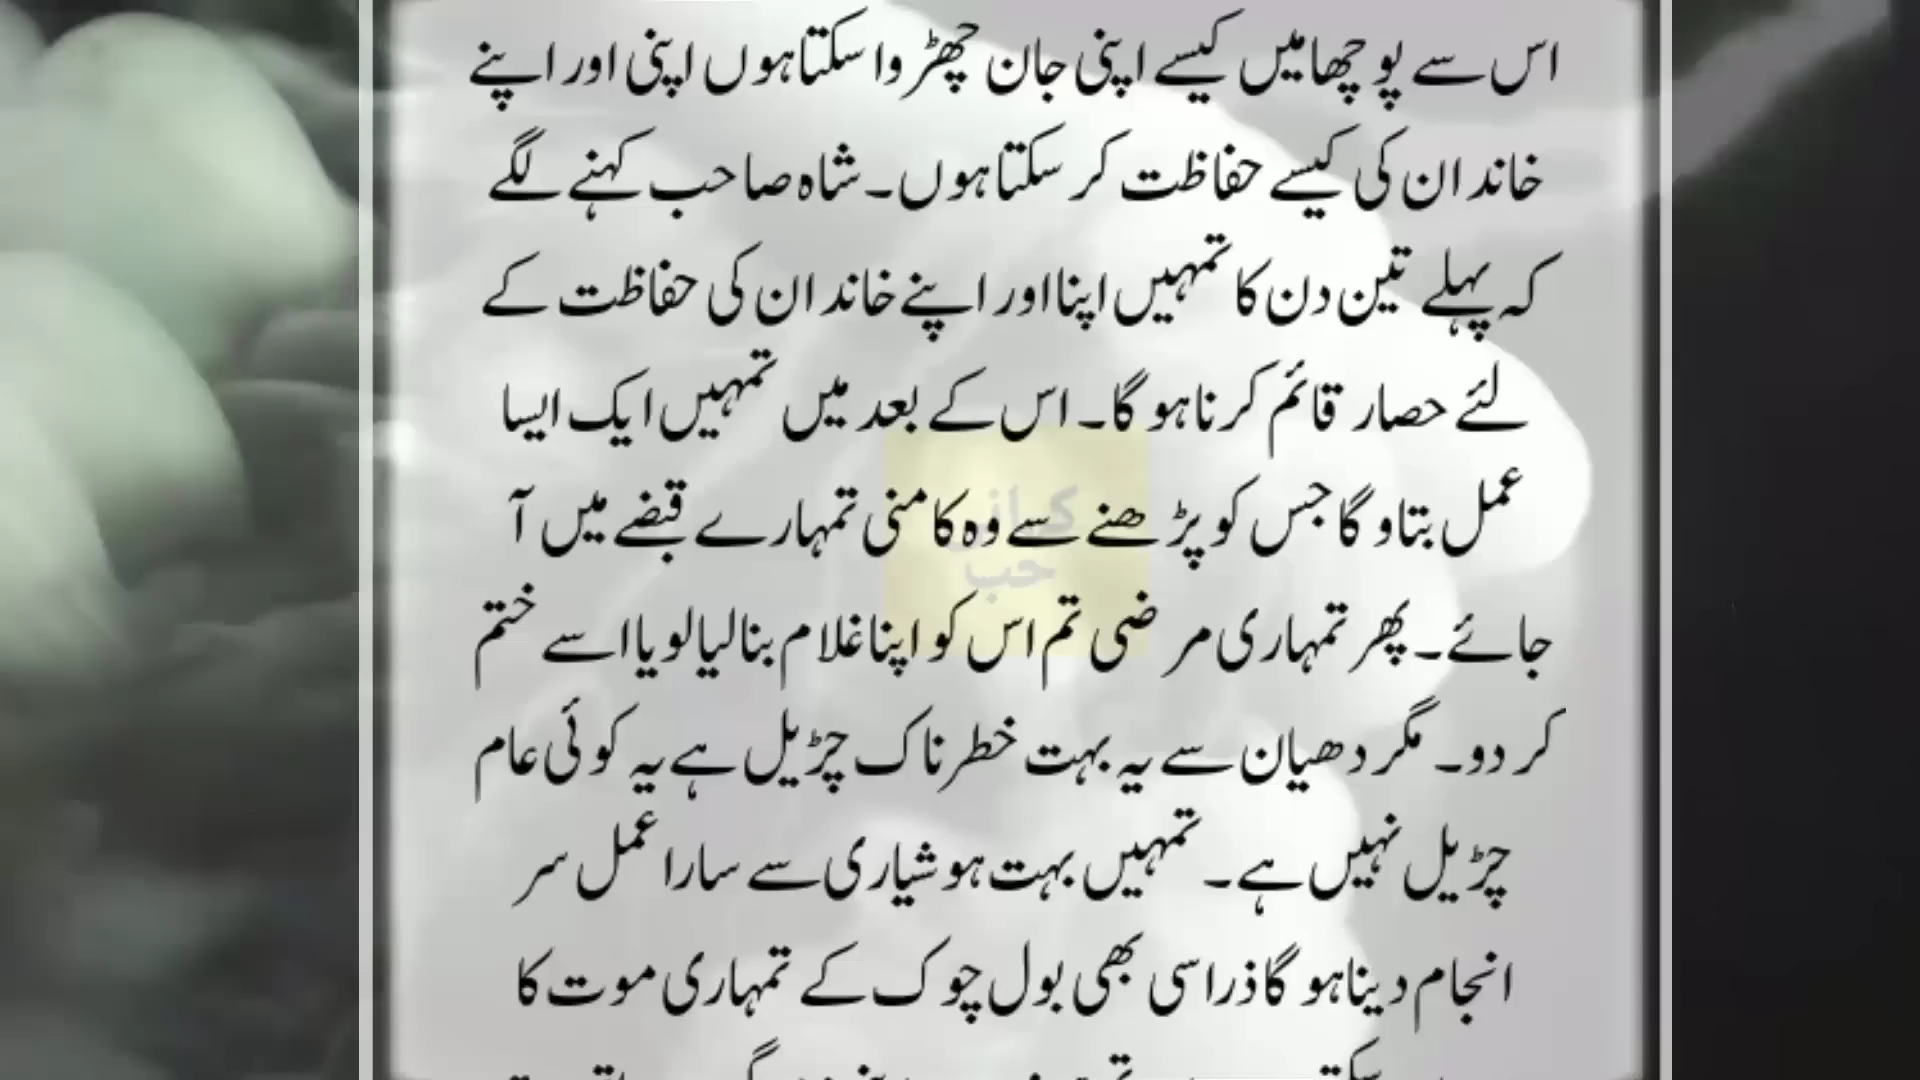 اس سے پوچھا میں کیسے اپنی جان چھڑوا سکتا ہوں اپنی اور اپنے
خاندان کی کیسے حفاظت کر سکتا ہوں۔ شاہ صاحب کہنے لگے
کہ پہلے تین دن کا تمہیں اپنا اور اپنے خاندان کی حفاظت کے
لئے حصار قائم کرنا ہو گا۔ اس کے بعد میں تمہیں ایک ایسا
عمل بتاو گا جس کو پڑھنے سے وہ کامنی تمہارے قبضے میں آ
جائے۔ پھر تمہاری مرضی تم اس کو اپنا غلام بنا لیا لو یا اسے ختم
کر دو۔ مگر دھیان سے یہ بہت خطرناک چڑیل ہے یہ کوئی عام
چڑیل نہیں ہے۔ تمہیں بہت ہوشیاری سے سارا عمل سر
انجام دینا ہو گا ذرا سی بھی بول چوک کے تمہاری موت کا